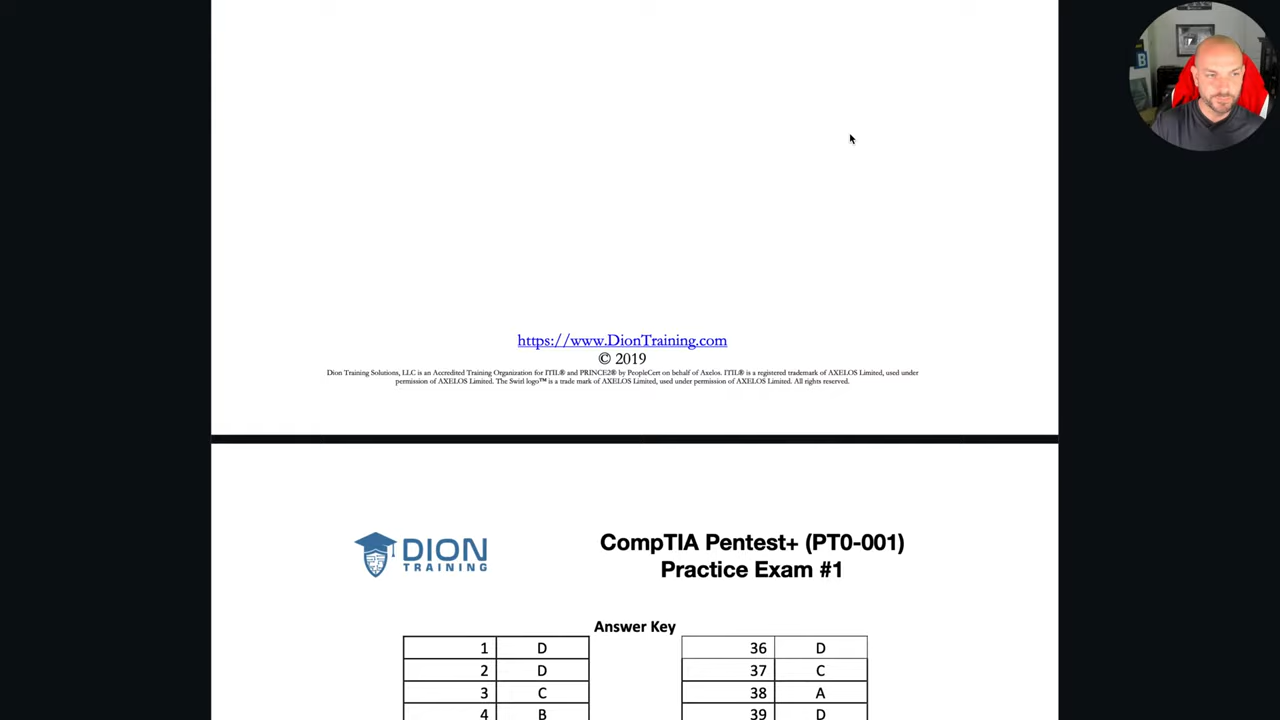 https://www.DionTraining.com
© 2019
Dion Training Solutions, LLC is an Accredited Training Organization for ITIL® and PRINCE2® by PeopleCert on behalf of Axelos. ITIL® is a registered trademark of AXELOS Limited, used under
permission of AXELOS Limited. The Swirl logo™ is a trade mark of AXELOS Limited, used under permission of AXELOS Limited. All rights reserved.
DION
TRAINING
CompTIA Pentest+ (PT0-001)
Practice Exam #1
Answer Key
1 D 36 D
2 D 37 C
3 C 38 A
4 B 39 D